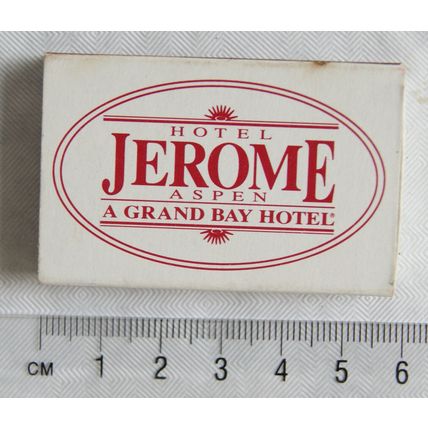 HOTEL
JEROME
ASPEN
A GRAND BAY HOTEL®
CM 1 2 3 4 5 6